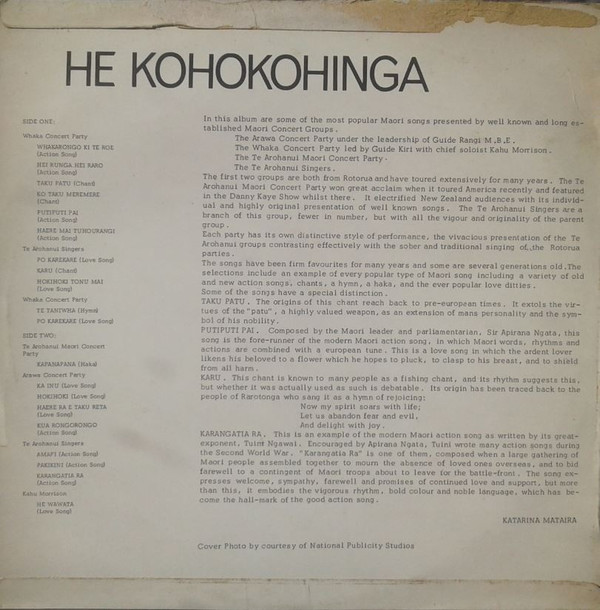 HE KOHOKOHINGA
SIDE ONE:
Whaka Concert Party
WHAKARONGO KI TE ROE
(Action Song)
HEI RUNGA HEI RARO
(Action Song)
TAKU PATU (Chant)
KO TAKU MEREMERE
(Chant)
PUTIPUTI PAI
(Action Song)
HAERE MAI TUHOURANGI
(Action Song)
Te Arohanui Singers
PO KAREKARE (Love Song)
KARU (Chant)
HOKIHOKI TONU MAI
(Love Song)
Whaka Concert Party
TE TANIWHA (Hymn)
PO KAREKARE (Love Song)
SIDE TWO:
Te Arohanui Maori Concert
Party
KAPANAPANA (Haka)
Arawa Concert Party
KA INU (Love Song)
HOKIHOKI (Love Song)
HAERE RA E TAKU RETA
(Love Song)
KUA RONGORONGO
(Action Song)
Te Arohanui Singers
AMAPI (Action Song)
PAKIKINI (Action Song)
KARANGATIA RA
(Action Song)
Kahu Morrison
HE WAWATA
(Love Song)
In this album are some of the most popular Maori songs presented by well known and long es-
tablished Maori Concert Groups.
The Arawa Concert Party under the leadership of Guide Rangi M.B.E.
The Whaka Concert Party led by Guide Kiri with chief soloist Kahu Morrison.
The Te Arohanui Maori Concert Party.
The Te Arohanui Singers.
The first two groups are both from Rotorua and have toured extensively for many years. The Te
Arohanui Maori Concert Party won great acclaim when it toured America recently and featured
in the Danny Kaye Show whilst there. It electrified New Zealand audiences with its individ-
ual and highly original presentation of well known songs. The Te Arohanui Singers are a
branch of this group, fewer in number, but with all the vigour and originality of the parent
group.
Each party has its own distinctive style of performance, the vivacious presentation of the Te
Arohanui groups contrasting effectively with the sober and traditional singing of the Rotorua
parties.
The songs have been firm favourites for many years and some are several generations old. The
selections include an example of every popular type of Maori song including a variety of old
and new action songs, chants, a hymn, a haka, and the ever popular love ditties.
Some of the songs have a special distinction.
TAKU PATU. The origins of this chant reach back to pre-european times. It extols the vir-
tues of the "patu", a highly valued weapon, as an extension of mans personality and the sym-
bol of his nobility.
PUTIPUTI PAI. Composed by the Maori leader and parliamentarian, Sir Apirana Ngata, this
song is the fore-runner of the modern Maori action song, in which Maori words, rhythms and
actions are combined with a european tune. This is a love song in which the ardent lover
likens his beloved to a flower which he hopes to pluck, to clasp to his breast, and to shield
from all harm.
KARU. This chant is known to many people as a fishing chant, and its rhythm suggests this,
but whether it was actually used as such is debatable. Its origin has been traced back to the
people of Rarotonga who sang it as a hymn of rejoicing:
Now my spirit soars with life;
Let us abandon fear and evil,
And delight with joy.
KARANGATIA RA. This is an example of the modern Maori action song as written by its great-
exponent, Tuini Ngawai. Encouraged by Apirana Ngata, Tuini wrote many action songs during
the Second World War. "Karangatia Ra" is one of them, composed when a large gathering of
Maori people assembled together to mourn the absence of loved ones overseas, and to bid
farewell to a contingent of Maori troops about to leave for the battle-front. The song ex-
presses welcome, sympathy, farewell and promises of continued love and support, but more
than this, it embodies the vigorous rhythm, bold colour and noble language, which has be-
come the hall-mark of the good action song.
KATARINA MATAIRA
Cover Photo by courtesy of National Publicity Studios